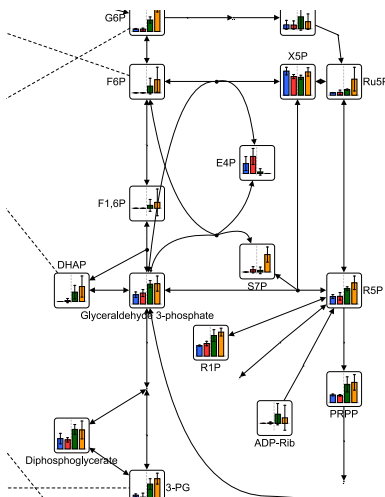 G6P
X5P
F6P
Ru5P
E4P
F1,6P
DHAP
S7P
R5P
Glyceraldehyde 3-phosphate
R1P
PRPP
ADP-Rib
Diphosphoglycerate
3-PG